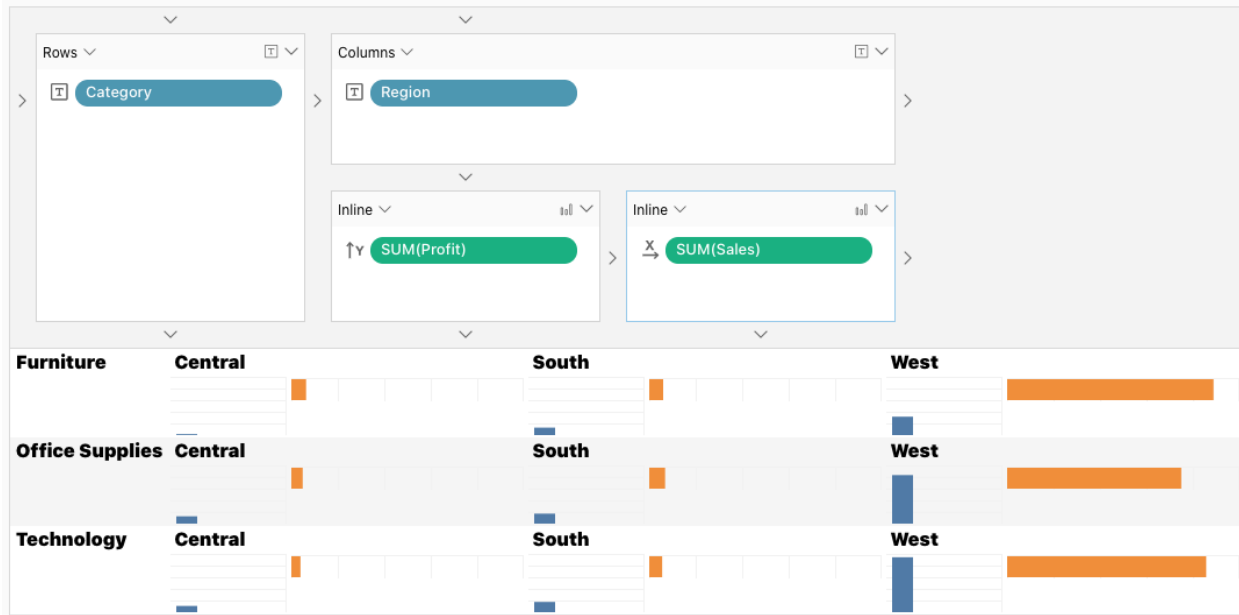 Rows T Columns T
T Category T Region
Inline Inline
Y SUM(Profit) X SUM(Sales)
Furniture Central South West
Office Supplies Central South West
Technology Central South West